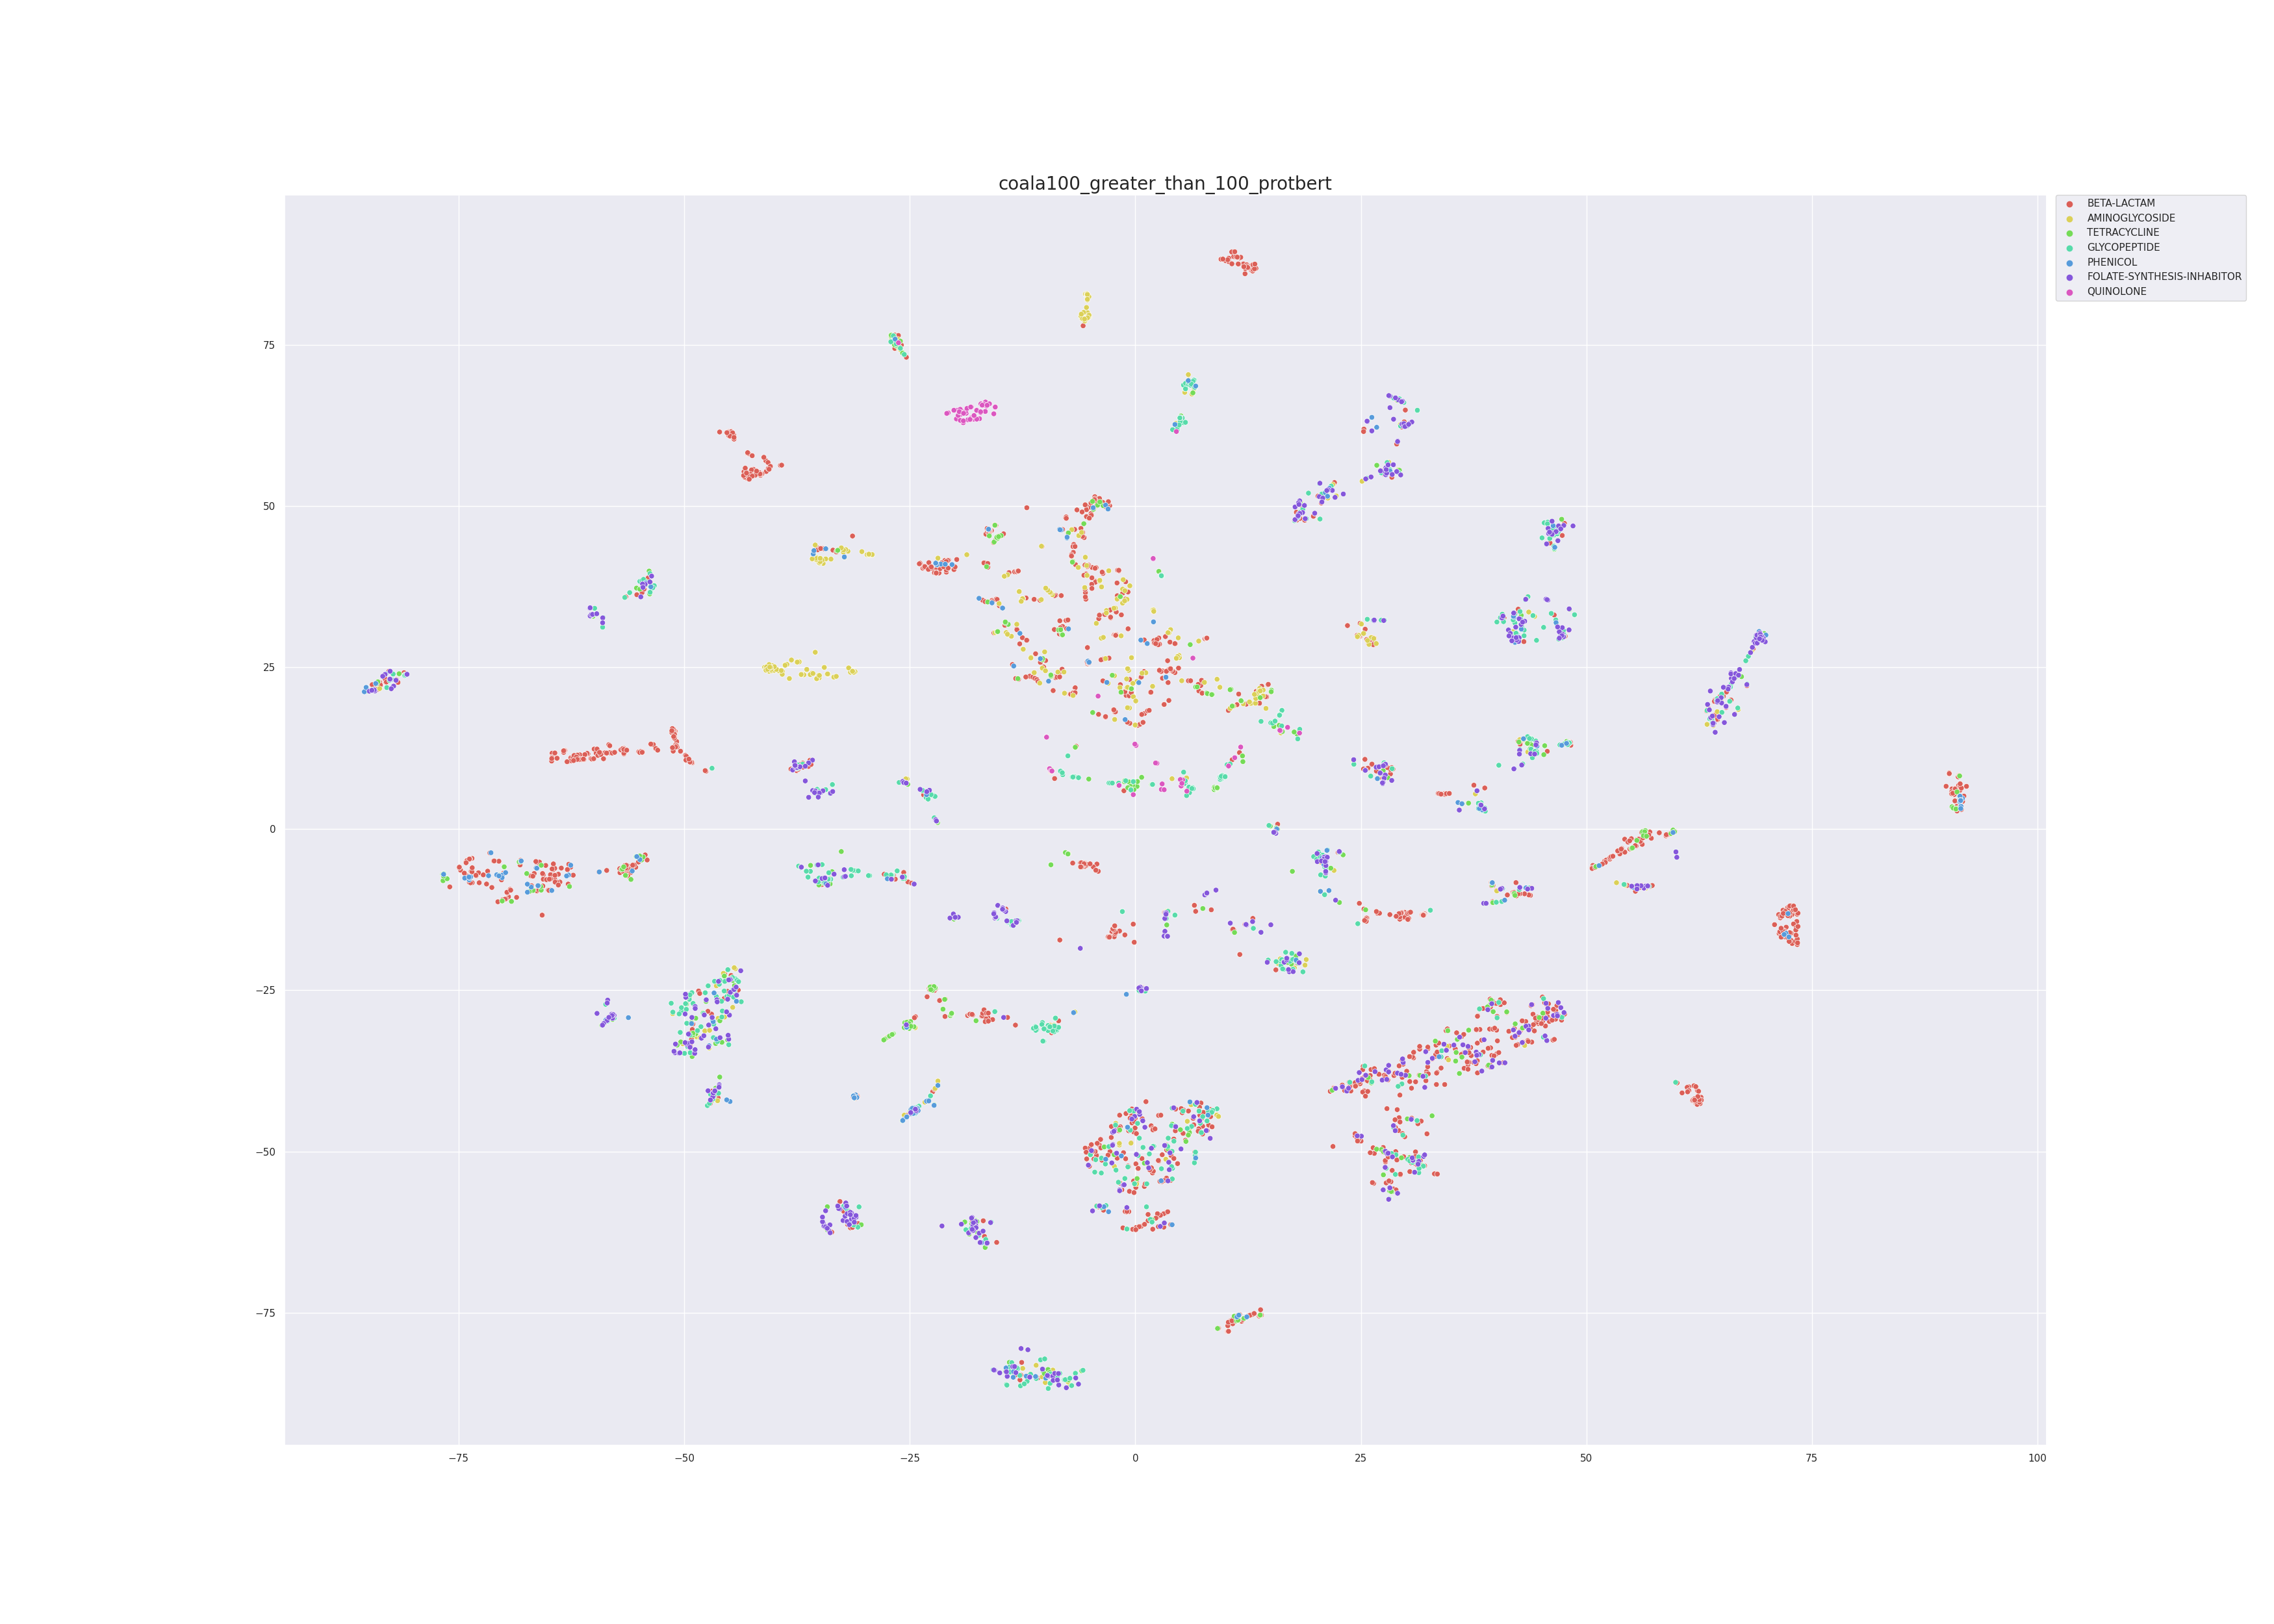 coala100_greater_than_100_protbert
BETA-LACTAM
AMINOGLYCOSIDE
TETRACYCLINE
GLYCOPEPTIDE
PHENICOL
FOLATE-SYNTHESIS-INHABITOR
QUINOLONE
75
50
25
0
−25
−50
−75
−75 −50 −25 0 25 50 75 100